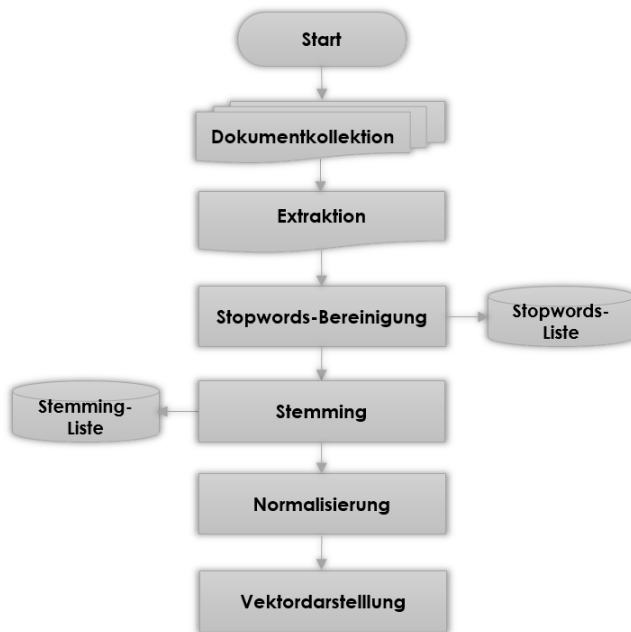 Start
Dokumentkollektion
Extraktion
Stopwords-Bereinigung
Stopwords-
Liste
Stemming-
Liste
Stemming
Normalisierung
Vektordarstelllung